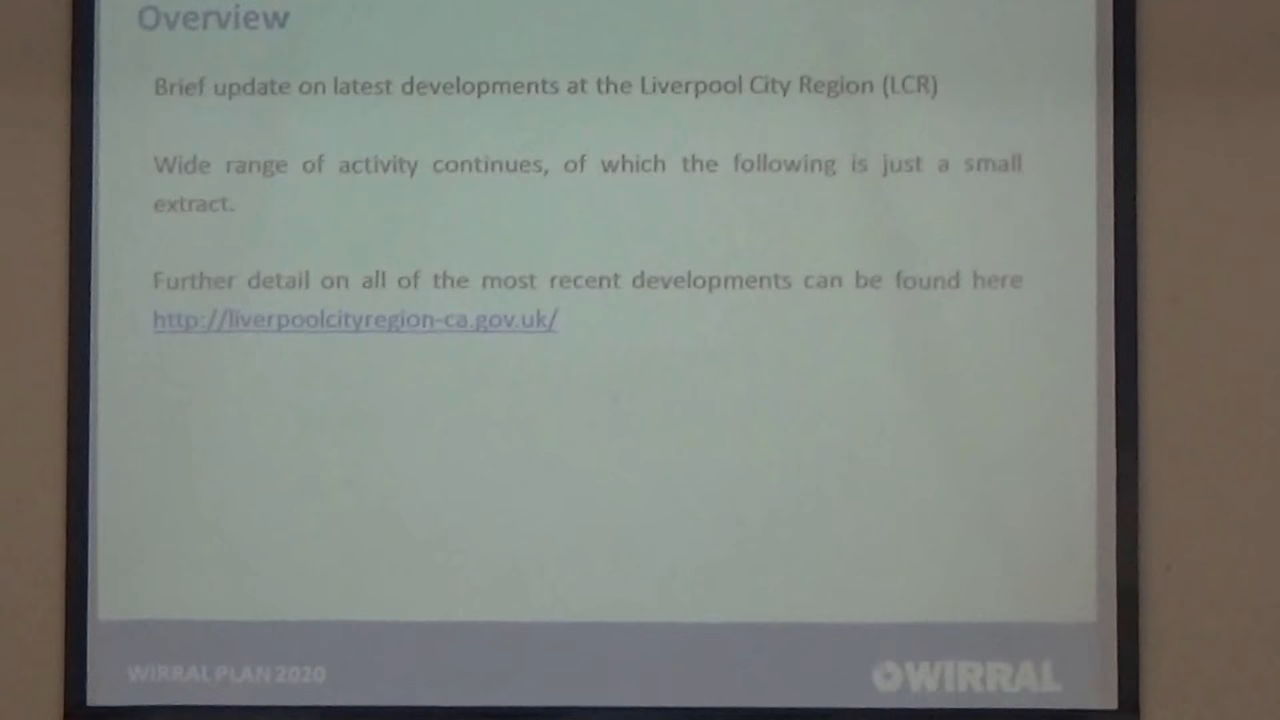 Overview
Brief update on latest developments at the Liverpool City Region (LCR)
Wide range of activity continues, of which the following is just a small
extract.
Further detail on all of the most recent developments can be found here
http://liverpoolcityregion-ca.gov.uk/
WIRRAL PLAN 2020
WIRRAL